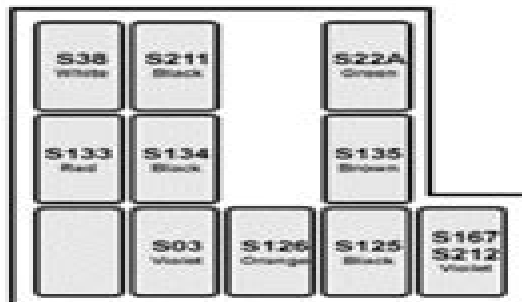 S38
White
S211
Black
S22A
Green
S133
Red
S134
Black
S135
Brown
S03
Violet
S126
Orange
S125
Black
S167
S212
Violet